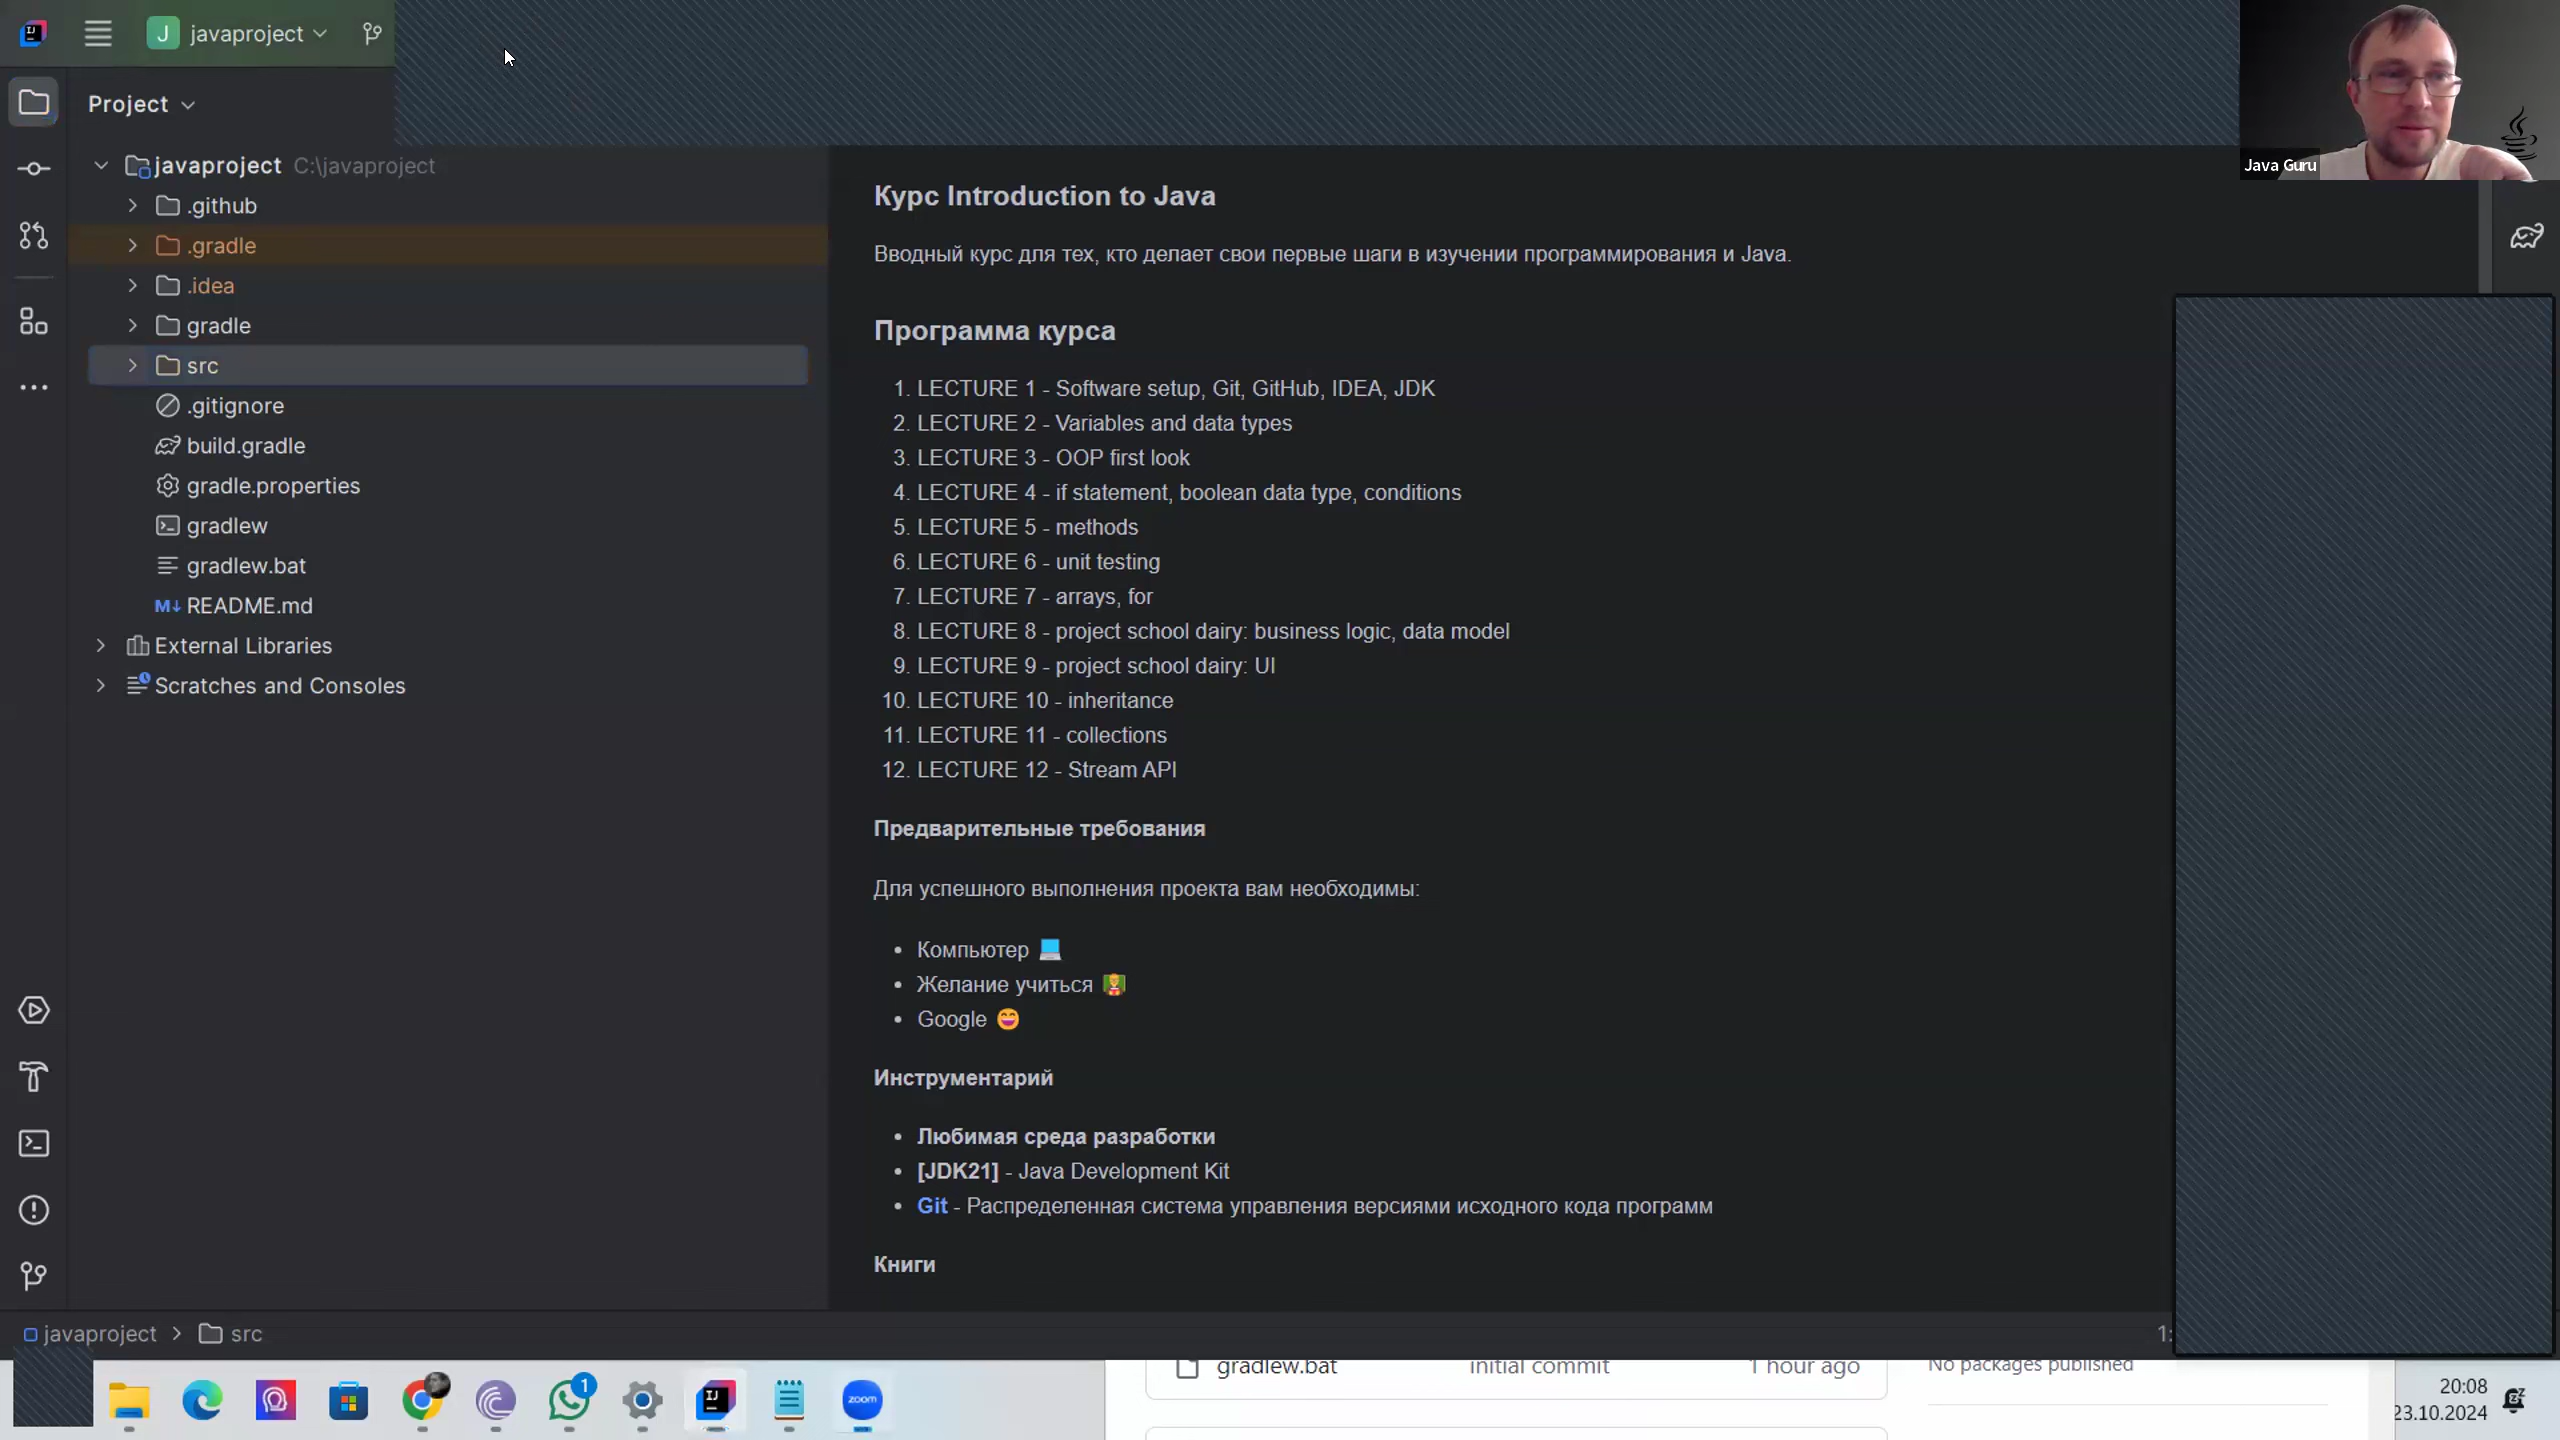 J javaproject
Project
javaproject C:\javaproject
.github
.gradle
.idea
gradle
src
.gitignore
build.gradle
gradle.properties
gradlew
gradlew.bat
README.md
External Libraries
Scratches and Consoles
Курс Introduction to Java
Вводный курс для тех, кто делает свои первые шаги в изучении программирования и Java.
Программа курса
1. LECTURE 1 - Software setup, Git, GitHub, IDEA, JDK
2. LECTURE 2 - Variables and data types
3. LECTURE 3 - OOP first look
4. LECTURE 4 - if statement, boolean data type, conditions
5. LECTURE 5 - methods
6. LECTURE 6 - unit testing
7. LECTURE 7 - arrays, for
8. LECTURE 8 - project school dairy: business logic, data model
9. LECTURE 9 - project school dairy: UI
10. LECTURE 10 - inheritance
11. LECTURE 11 - collections
12. LECTURE 12 - Stream API
Предварительные требования
Для успешного выполнения проекта вам необходимы:
• Компьютер 💻
• Желание учиться
• Google 😄
Инструментарий
• Любимая среда разработки
• [JDK21] - Java Development Kit
• Git - Распределенная система управления версиями исходного кода программ
Книги
Java Guru
javaproject > src
1:
gradlew.bat initial commit 1 hour ago
No packages published
1
zoom
20:08
23.10.2024